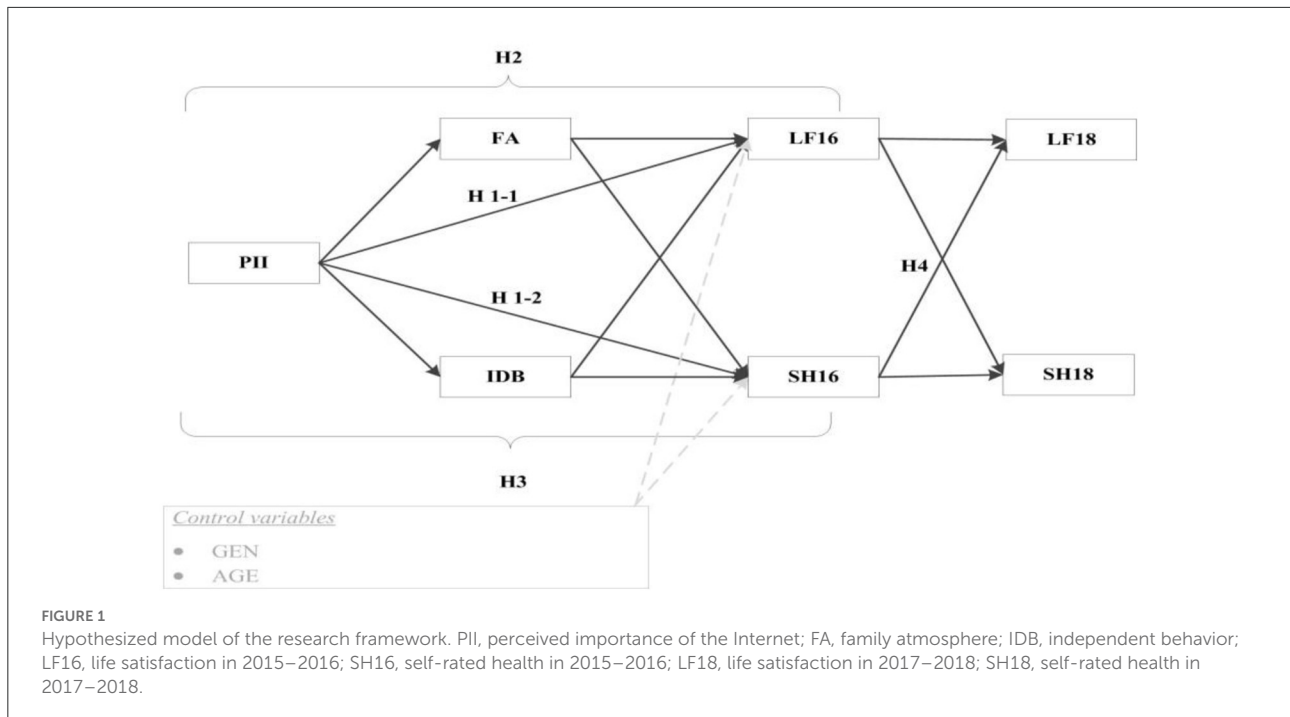 H2
FA
LF16
LF18
H 1-1
PII
H4
H 1-2
IDB
SH16
SH18
H3
Control variables
● GEN
● AGE
FIGURE 1
Hypothesized model of the research framework. PII, perceived importance of the Internet; FA, family atmosphere; IDB, independent behavior;
LF16, life satisfaction in 2015–2016; SH16, self-rated health in 2015–2016; LF18, life satisfaction in 2017–2018; SH18, self-rated health in
2017–2018.